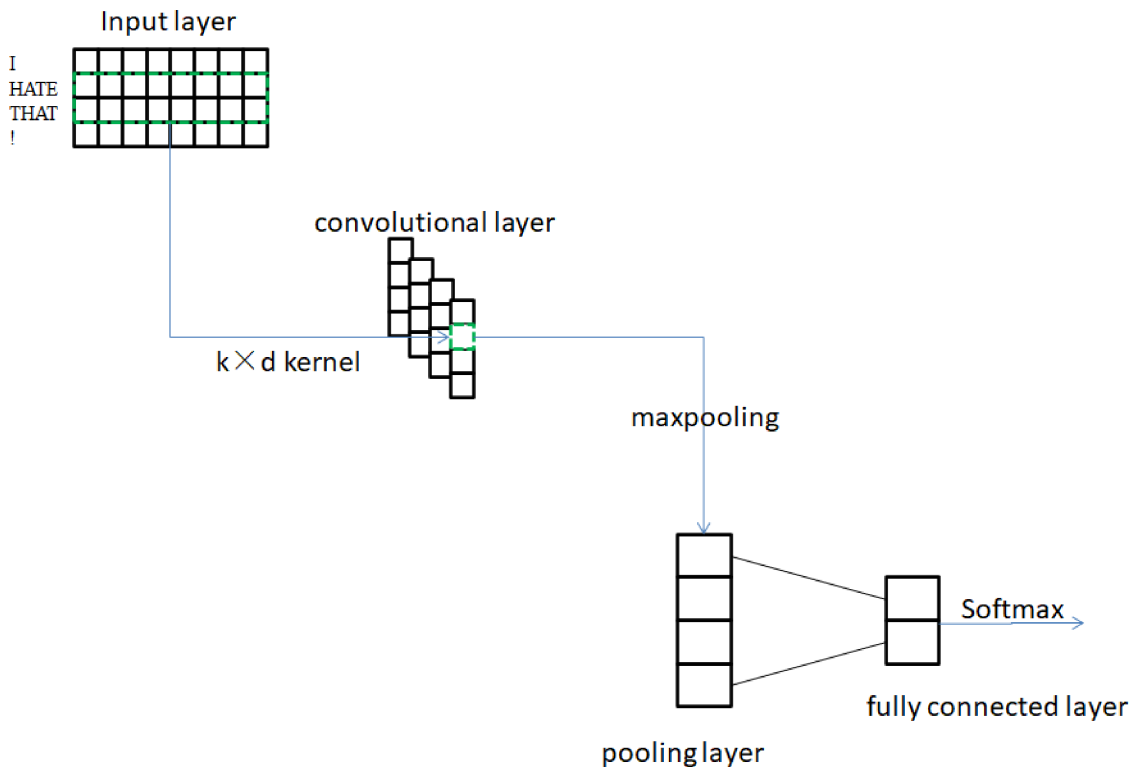 Input layer
I
HATE
THAT
!
convolutional layer
k×d kernel
maxpooling
Softmax
fully connected layer
pooling layer